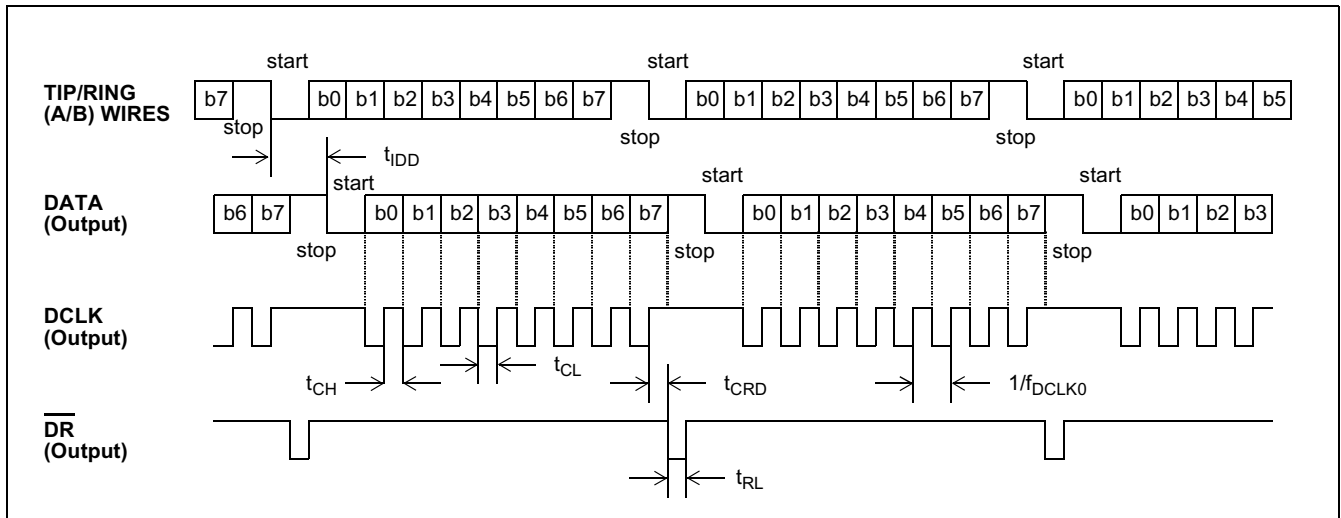 start start start
TIP/RING b7 b0 b1 b2 b3 b4 b5 b6 b7 b0 b1 b2 b3 b4 b5 b6 b7 b0 b1 b2 b3 b4 b5
(A/B) WIRES
stop stop stop
tIDD
start start start
DATA b6 b7 b0 b1 b2 b3 b4 b5 b6 b7 b0 b1 b2 b3 b4 b5 b6 b7 b0 b1 b2 b3
(Output)
stop stop stop
DCLK
(Output)
tCH tCL tCRD 1/fDCLK0
DR
(Output)
tRL